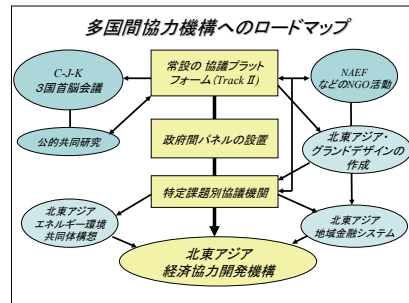 多国間協力機構へのロードマップ
C-J-K
3国首脳会議
常設の 協議プラット
フォーム(Track Ⅱ)
NAEF
などのNGO活動
公的共同研究
政府間パネルの設置
北東アジア・
グランドデザインの
作成
特定課題別協議機関
北東アジア
エネルギー環境
共同体構想
北東アジア
地域金融システム
北東アジア
経済協力開発機構